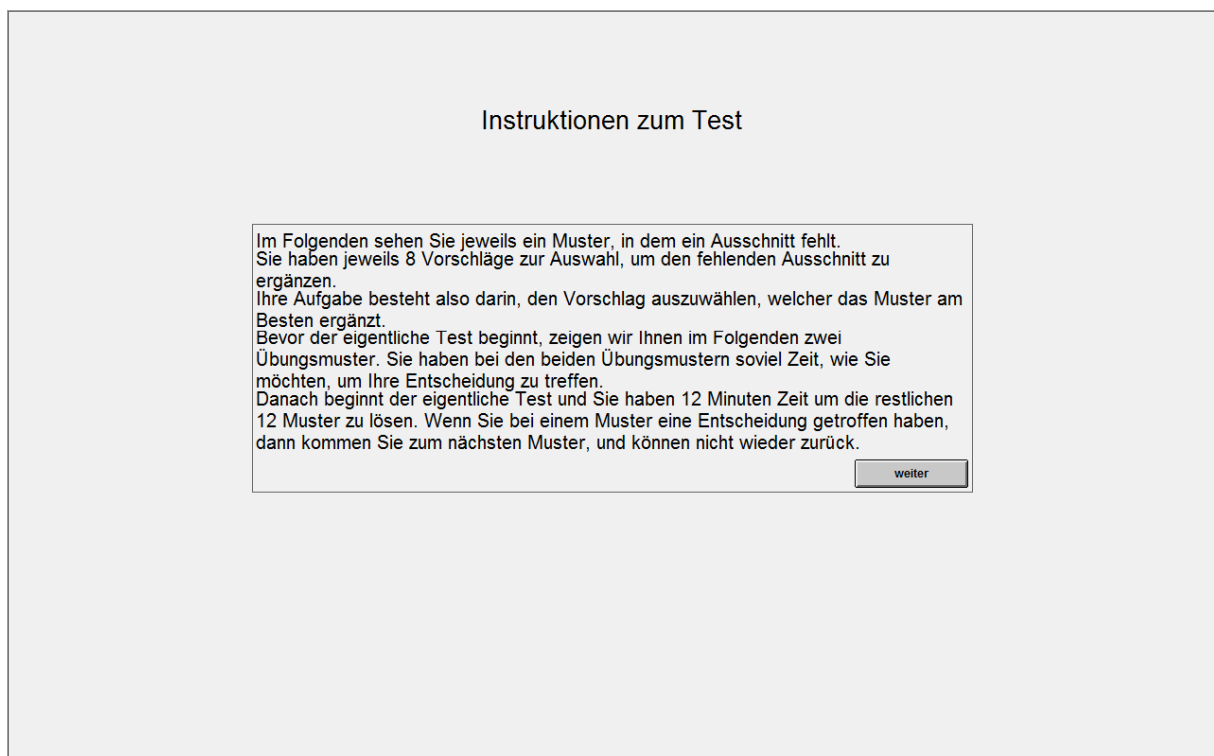 Instruktionen zum Test
Im Folgenden sehen Sie jeweils ein Muster, in dem ein Ausschnitt fehlt.
Sie haben jeweils 8 Vorschläge zur Auswahl, um den fehlenden Ausschnitt zu
ergänzen.
Ihre Aufgabe besteht also darin, den Vorschlag auszuwählen, welcher das Muster am
Besten ergänzt.
Bevor der eigentliche Test beginnt, zeigen wir Ihnen im Folgenden zwei
Übungsmuster. Sie haben bei den beiden Übungsmustern soviel Zeit, wie Sie
möchten, um Ihre Entscheidung zu treffen.
Danach beginnt der eigentliche Test und Sie haben 12 Minuten Zeit um die restlichen
12 Muster zu lösen. Wenn Sie bei einem Muster eine Entscheidung getroffen haben,
dann kommen Sie zum nächsten Muster, und können nicht wieder zurück.
weiter